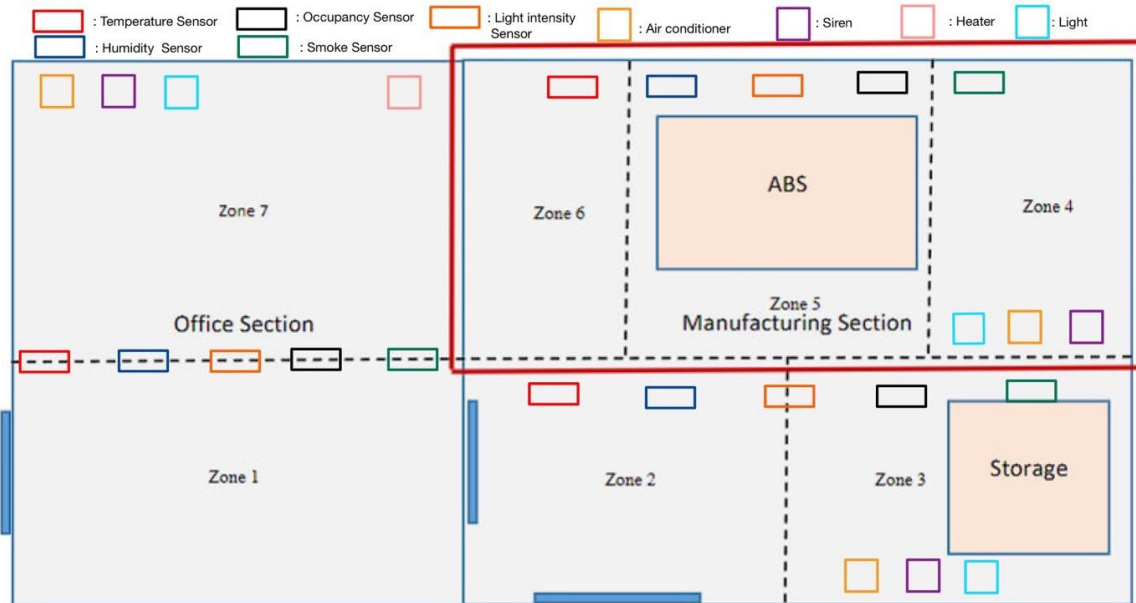 : Temperature Sensor
: Occupancy Sensor
: Light intensity
Sensor
: Air conditioner
: Siren
: Heater
: Light
: Humidity Sensor
: Smoke Sensor
ABS
Zone 7
Zone 6
Zone 4
Zone 5
Office Section
Manufacturing Section
Zone 1
Zone 2
Zone 3
Storage